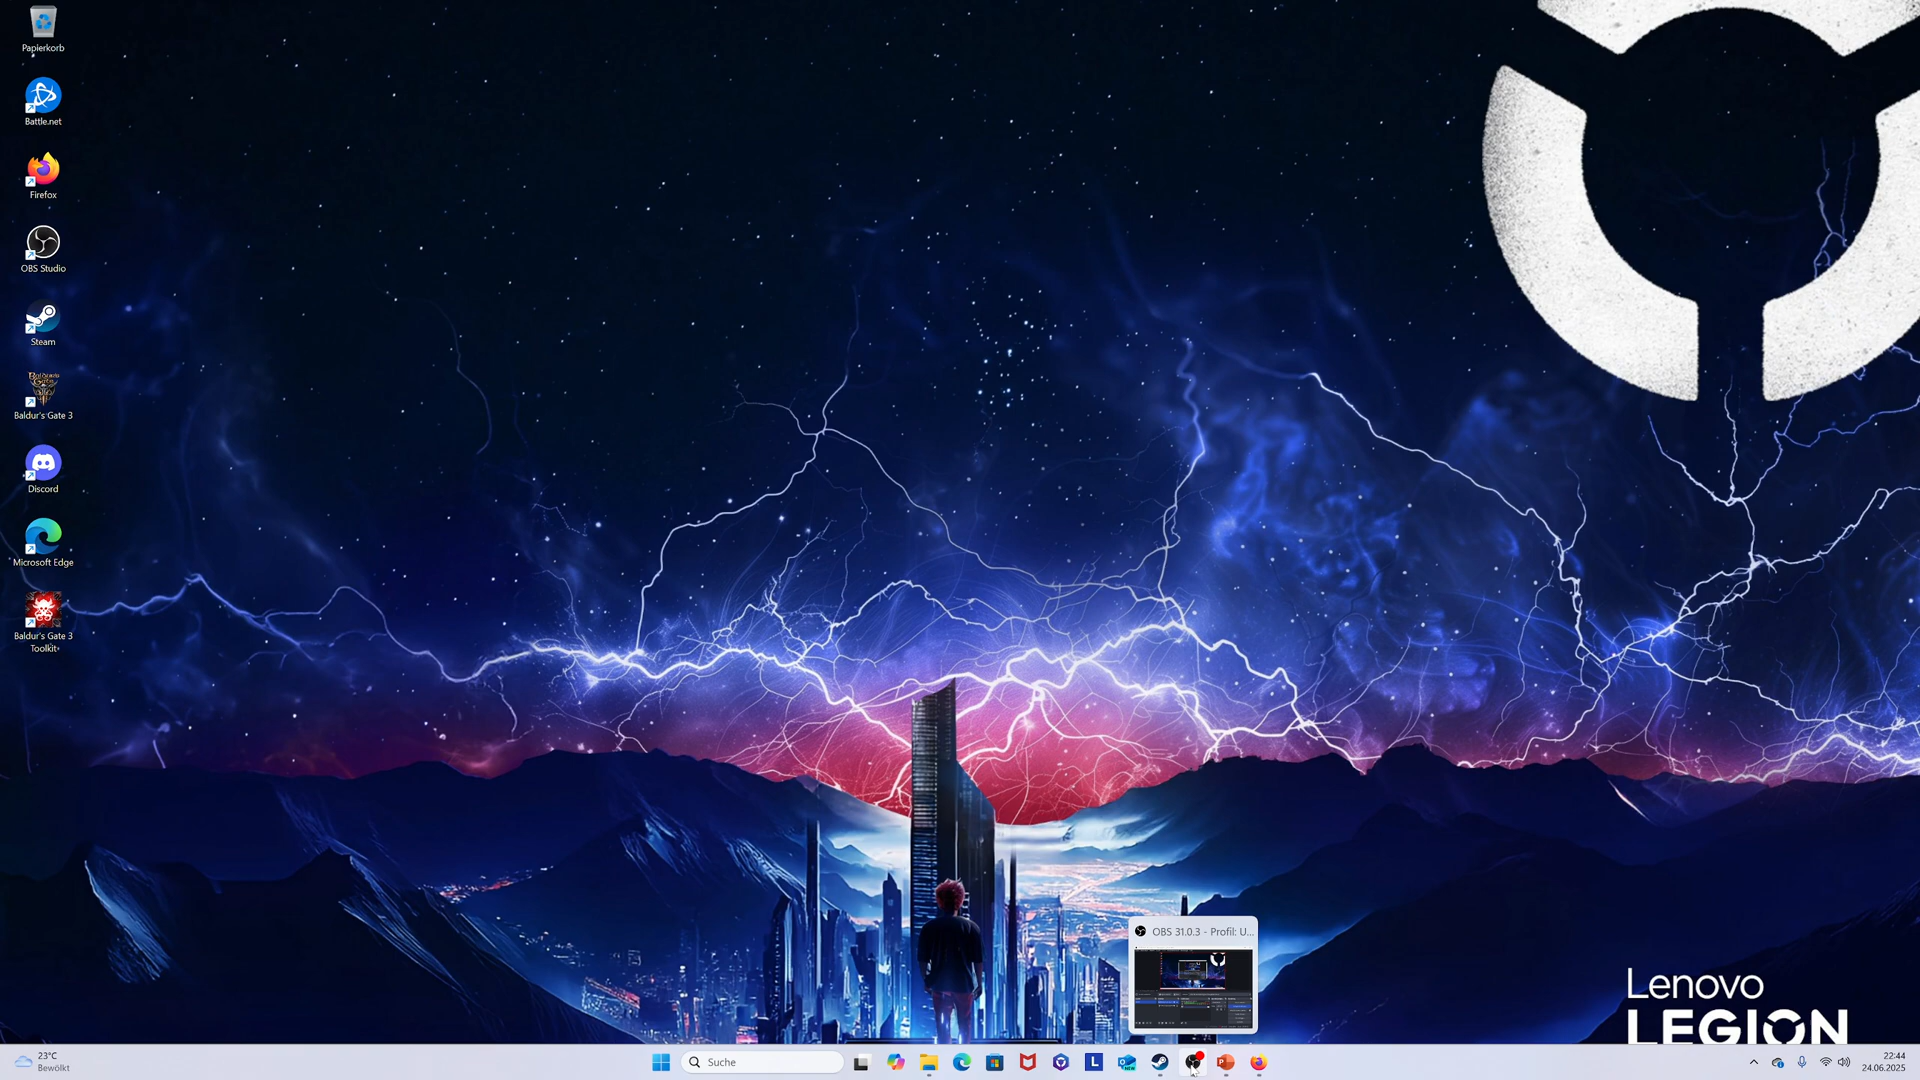 Papierkorb
Battle.net
Firefox
OBS Studio
Steam
Baldur's Gate 3
Discord
Microsoft Edge
Baldur's Gate 3
Toolkit
OBS 31.0.3 - Profil: U...
Lenovo
LEGION
23°C
Bewölkt
Suche
22:44
24.06.2025